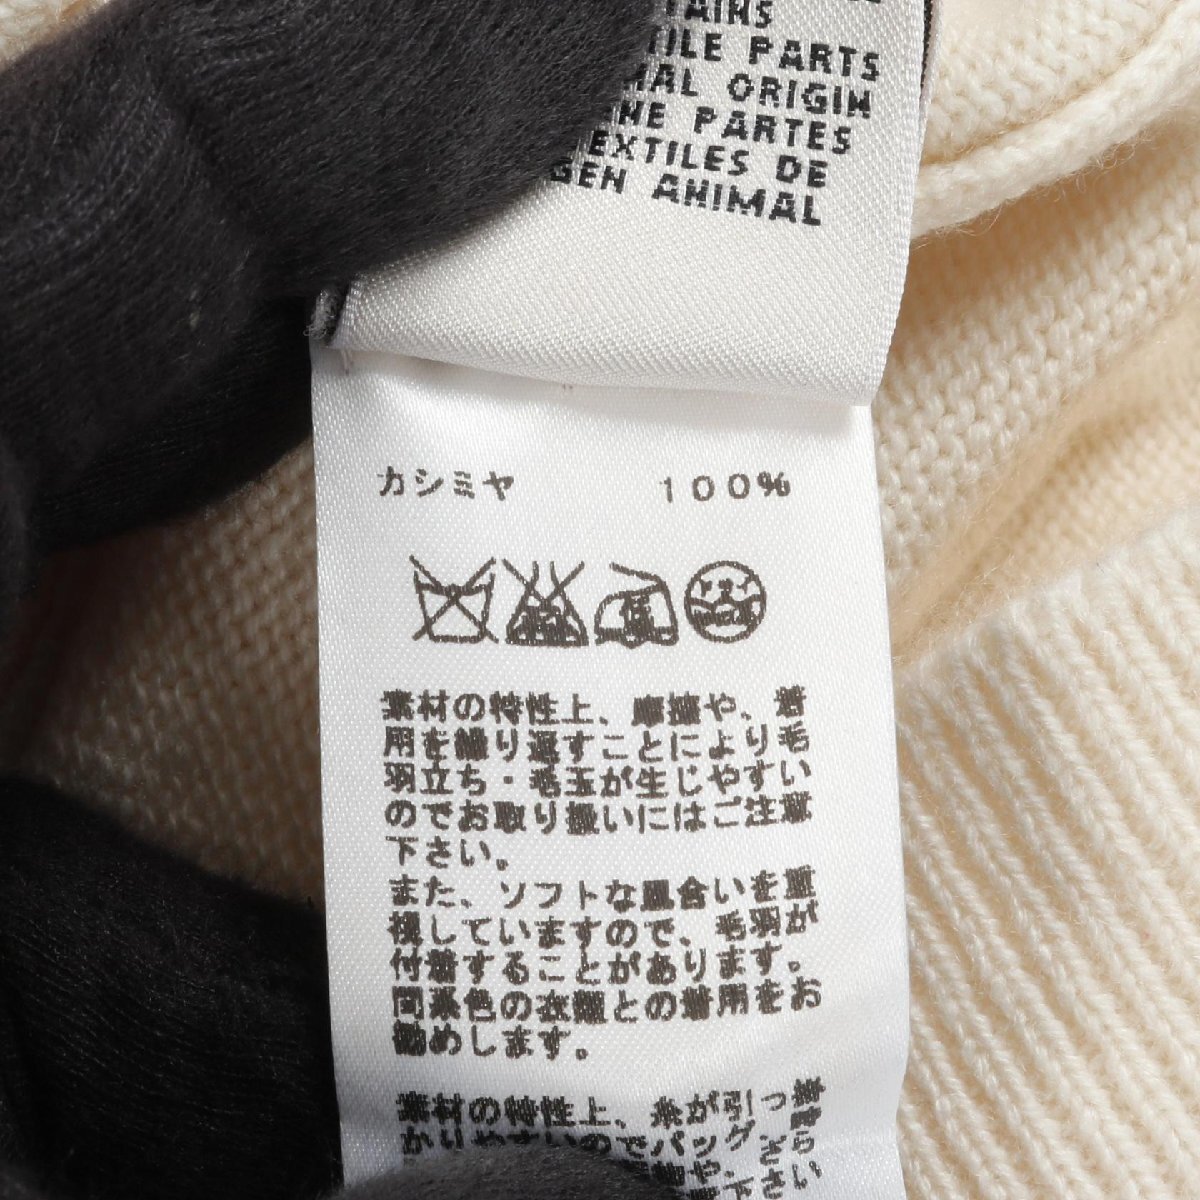 PARTS
ORIGIN
PARTES
DE
ANIMAL
カシミヤ 100%
素材の特性上、摩擦や、着
用を繰り返すことにより毛
羽立ち・毛玉が生じやすい
のでお取り扱いにはご注意
下さい。
また、ソフトな風合いを重
視していますので、毛羽が
付着することがあります。
同系色の衣類との着用をお
勧めします。
素材の特性上、糸が引っ掛
かりやすいのでバッグ、
下さい